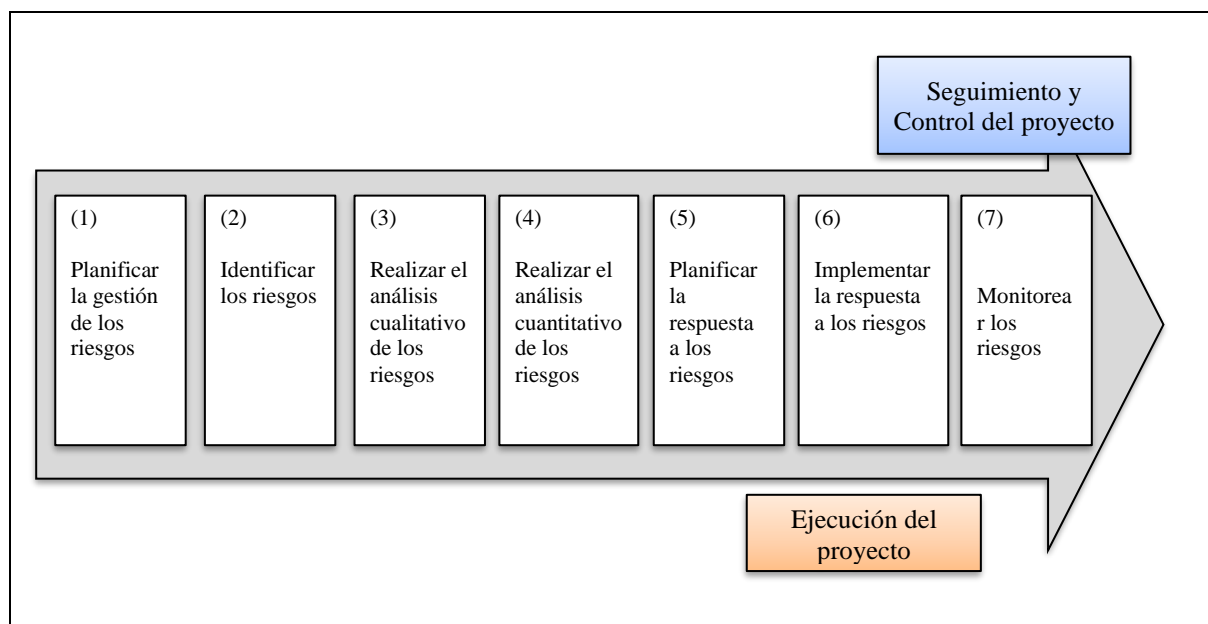 Seguimiento y
Control del proyecto
(1)
Planificar
la gestión
de los
riesgos
(2)
Identificar
los riesgos
(3)
Realizar el
análisis
cualitativo
de los
riesgos
(4)
Realizar el
análisis
cuantitativo
de los
riesgos
(5)
Planificar
la
respuesta
a los
riesgos
(6)
Implementar
la respuesta
a los riesgos
(7)
Monitorea
r los
riesgos
Ejecución del
proyecto